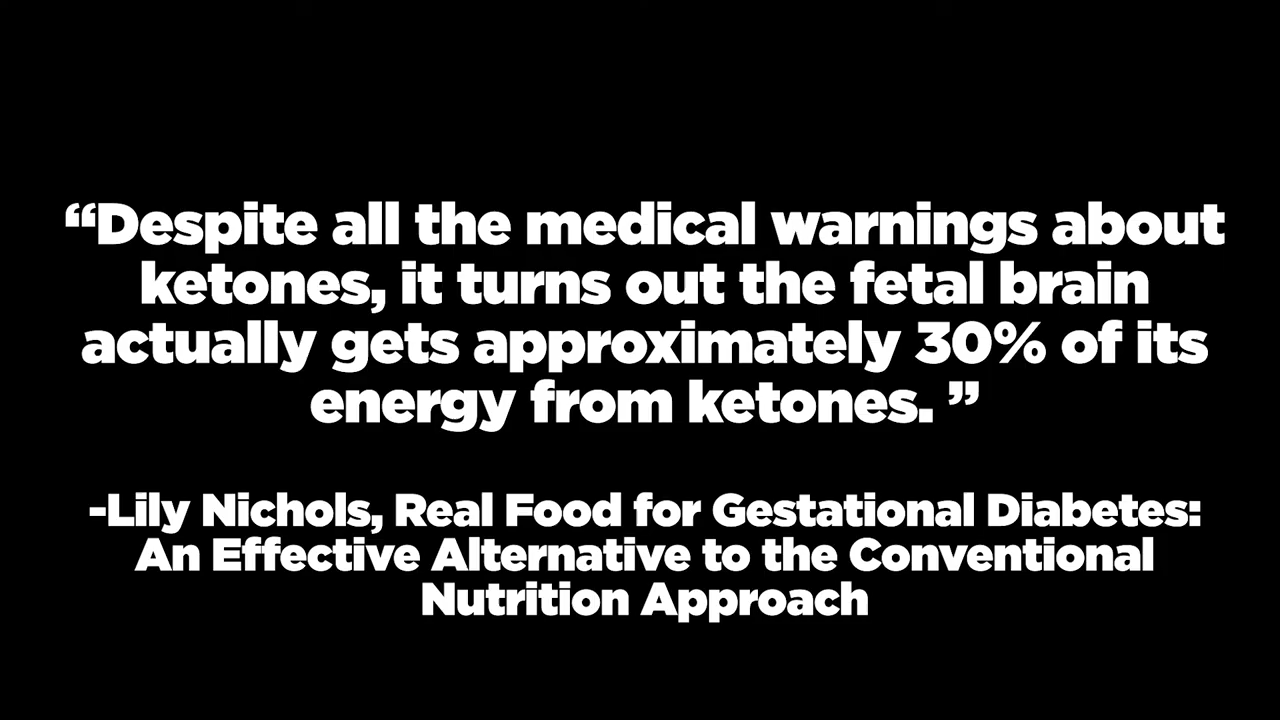 “Despite all the medical warnings about
ketones, it turns out the fetal brain
actually gets approximately 30% of its
energy from ketones. ”
-Lily Nichols, Real Food for Gestational Diabetes:
An Effective Alternative to the Conventional
Nutrition Approach